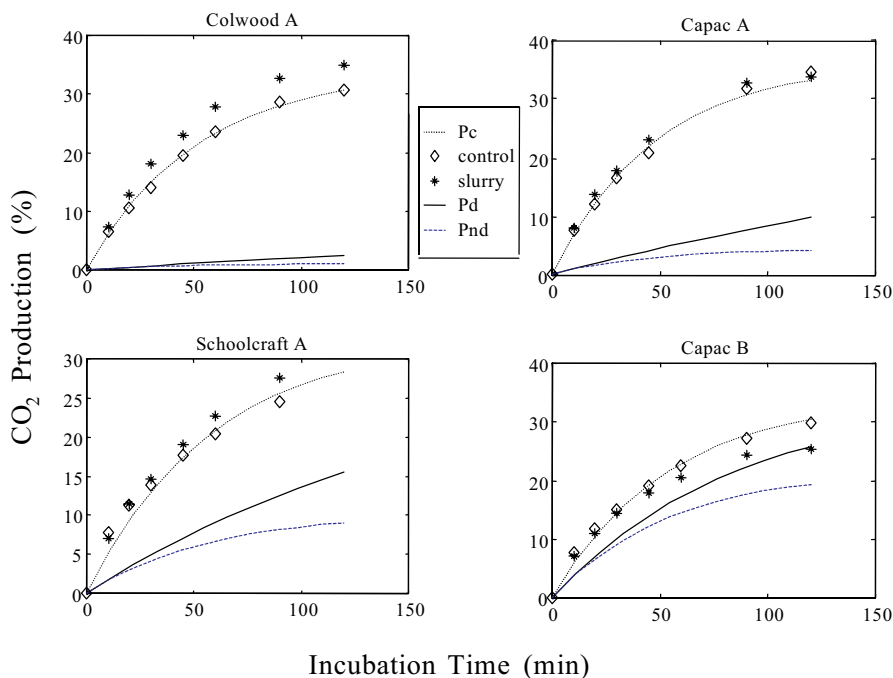 Colwood A
40
30
20
10
0
0 50 100 150
Capac A
40
30
20
10
0
0 50 100 150
Pc
control
slurry
Pd
Pnd
Schoolcraft A
30
25
20
15
10
5
0
0 50 100 150
Capac B
40
30
20
10
0
0 50 100 150
CO2 Production (%)
Incubation Time (min)